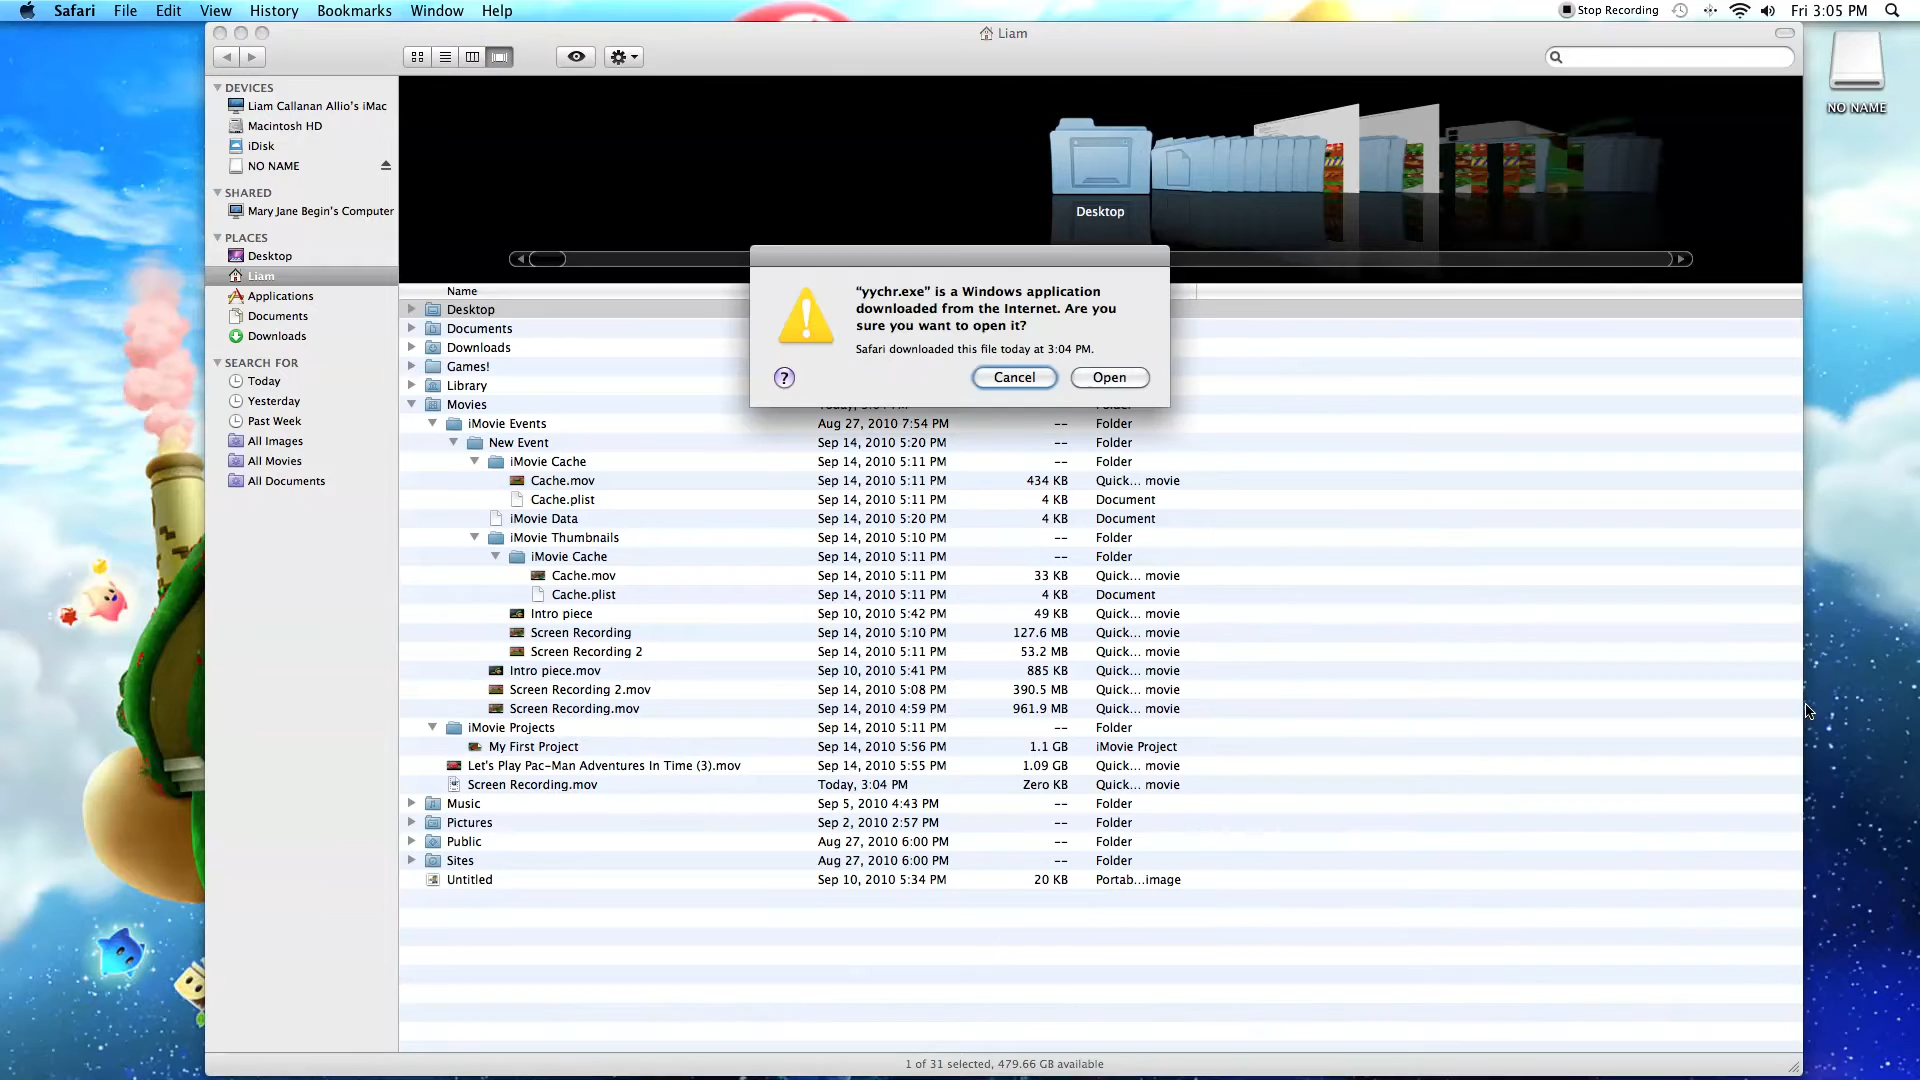 Safari File Edit View History Bookmarks Window Help Stop Recording Fri 3:05 PM
Liam
NO NAME
DEVICES
Liam Callanan Allio's iMac
Macintosh HD
iDisk
NO NAME
SHARED
Mary Jane Begin's Computer
PLACES
Desktop
Liam
Applications
Documents
Downloads
SEARCH FOR
Today
Yesterday
Past Week
All Images
All Movies
All Documents
Desktop
"yychr.exe" is a Windows application
downloaded from the Internet. Are you
sure you want to open it?
Safari downloaded this file today at 3:04 PM.
? Cancel Open
Name
Desktop
Documents
Downloads
Games!
Library
Movies
iMovie Events Aug 27, 2010 7:54 PM -- Folder
New Event Sep 14, 2010 5:20 PM -- Folder
iMovie Cache Sep 14, 2010 5:11 PM -- Folder
Cache.mov Sep 14, 2010 5:11 PM 434 KB Quick... movie
Cache.plist Sep 14, 2010 5:11 PM 4 KB Document
iMovie Data Sep 14, 2010 5:20 PM 4 KB Document
iMovie Thumbnails Sep 14, 2010 5:10 PM -- Folder
iMovie Cache Sep 14, 2010 5:11 PM -- Folder
Cache.mov Sep 14, 2010 5:11 PM 33 KB Quick... movie
Cache.plist Sep 14, 2010 5:11 PM 4 KB Document
Intro piece Sep 10, 2010 5:42 PM 49 KB Quick... movie
Screen Recording Sep 14, 2010 5:10 PM 127.6 MB Quick... movie
Screen Recording 2 Sep 14, 2010 5:11 PM 53.2 MB Quick... movie
Intro piece.mov Sep 10, 2010 5:41 PM 885 KB Quick... movie
Screen Recording 2.mov Sep 14, 2010 5:08 PM 390.5 MB Quick... movie
Screen Recording.mov Sep 14, 2010 4:59 PM 961.9 MB Quick... movie
iMovie Projects Sep 14, 2010 5:11 PM -- Folder
My First Project Sep 14, 2010 5:56 PM 1.1 GB iMovie Project
Let's Play Pac-Man Adventures In Time (3).mov Sep 14, 2010 5:55 PM 1.09 GB Quick... movie
Screen Recording.mov Today, 3:04 PM Zero KB Quick... movie
Music Sep 5, 2010 4:43 PM -- Folder
Pictures Sep 2, 2010 2:57 PM -- Folder
Public Aug 27, 2010 6:00 PM -- Folder
Sites Aug 27, 2010 6:00 PM -- Folder
Untitled Sep 10, 2010 5:34 PM 20 KB Portab...image
1 of 31 selected, 479.66 GB available